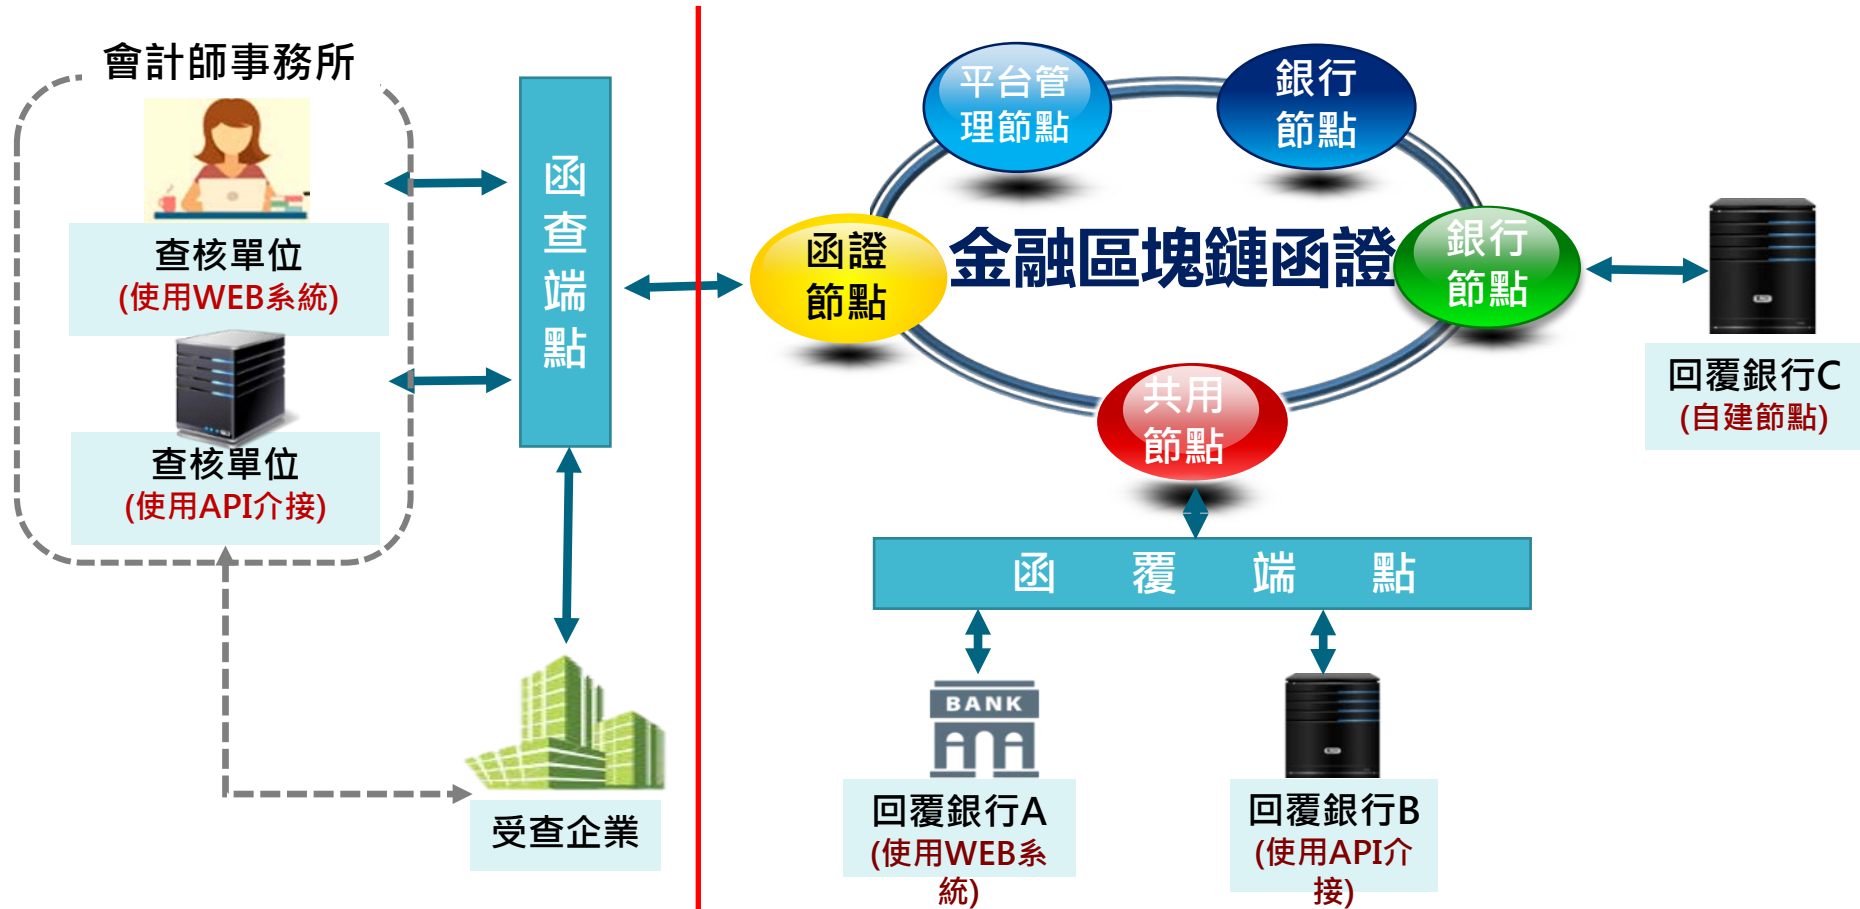 會計師事務所
查核單位
(使用WEB系統)
查核單位
(使用API介接)
函
查
端
點
受查企業
平台管
理節點
銀行
節點
函證
節點
金融區塊鏈函證
銀行
節點
共用
節點
回覆銀行C
(自建節點)
函覆端點
BANK
回覆銀行A
(使用WEB系
統)
回覆銀行B
(使用API介
接)